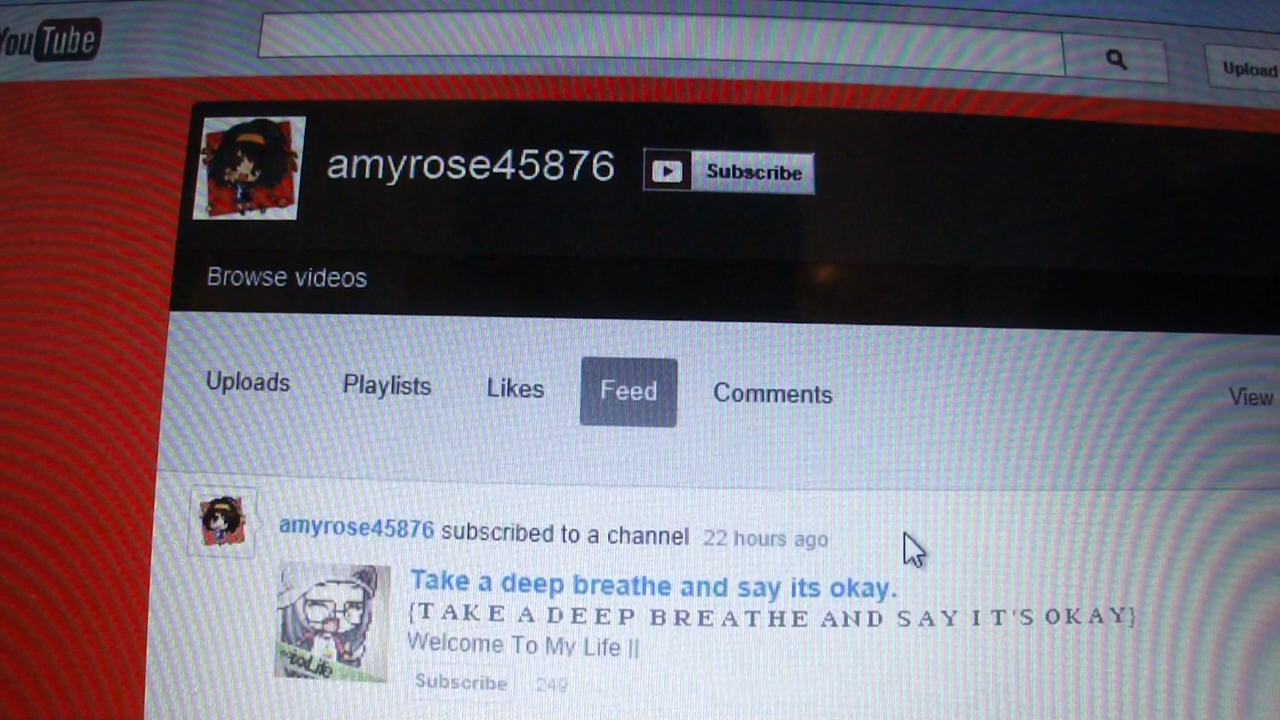 YouTube
Upload
amyrose45876 Subscribe
Browse videos
Uploads Playlists Likes Feed Comments View
amyrose45876 subscribed to a channel 22 hours ago
Take a deep breathe and say its okay.
{TAKE A DEEP BREATHE AND SAY IT'S OKAY}
Welcome To My Life ||
Subscribe 249